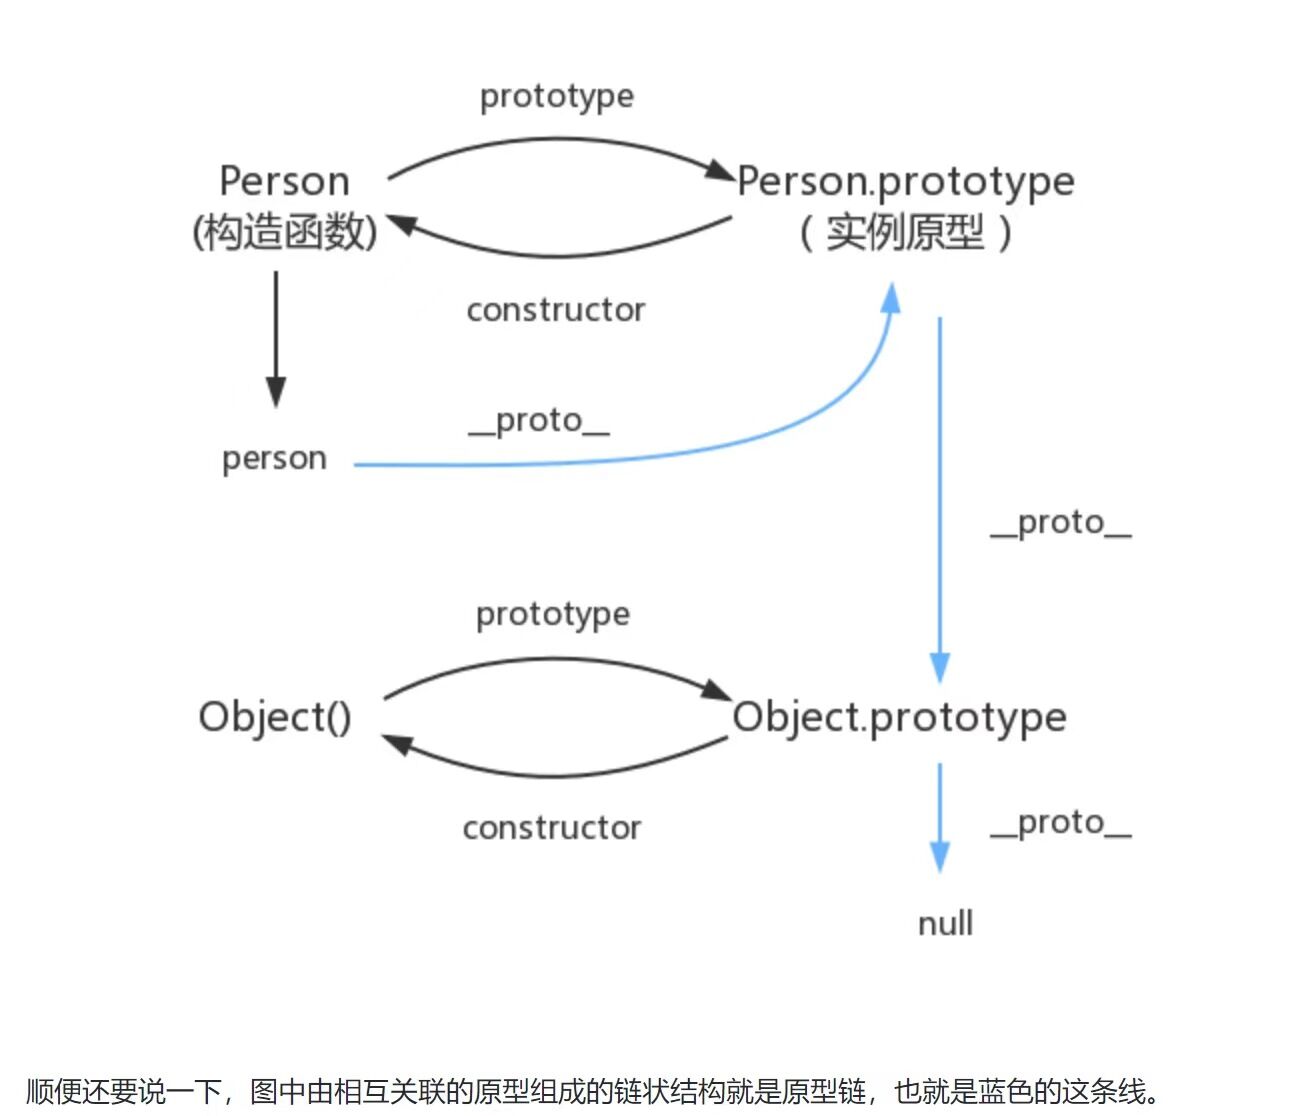 prototype
Person
Person.prototype
(构造函数)
（实例原型）
constructor
__proto__
person
__proto__
prototype
Object()
Object.prototype
constructor
__proto__
null
顺便还要说一下，图中由相互关联的原型组成的链状结构就是原型链，也就是蓝色的这条线。